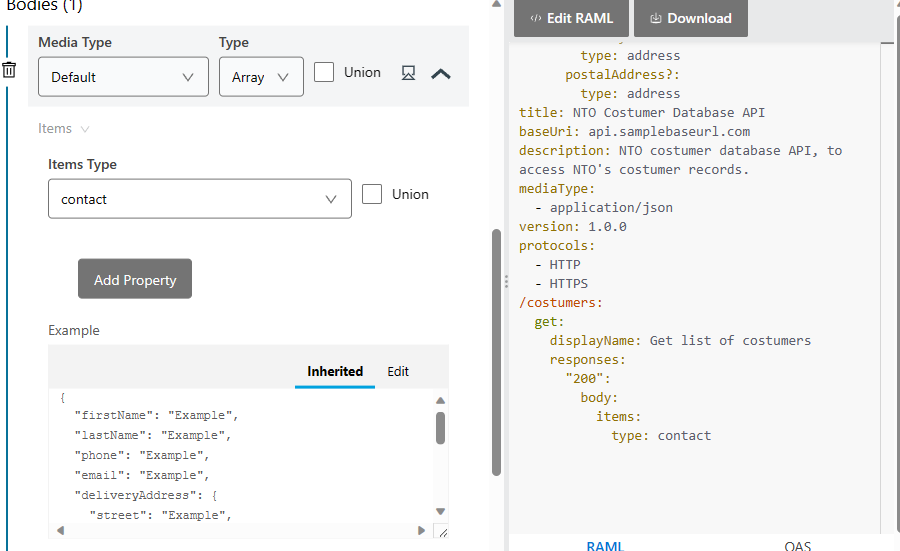 Bodies (1)
Media Type
Type
Default
Array
Union
Items
Items Type
contact
Union
Add Property
Example
Inherited
Edit
{
"firstName": "Example",
"lastName": "Example",
"phone": "Example",
"email": "Example",
"deliveryAddress": {
"street": "Example",
</> Edit RAML
Download
type: address
postalAddress?:
type: address
title: NTO Costumer Database API
baseUri: api.samplebaseurl.com
description: NTO costumer database API, to
access NTO's costumer records.
mediaType:
- application/json
version: 1.0.0
protocols:
- HTTP
- HTTPS
/costumers:
get:
displayName: Get list of costumers
responses:
"200":
body:
items:
type: contact
RAML
OAS